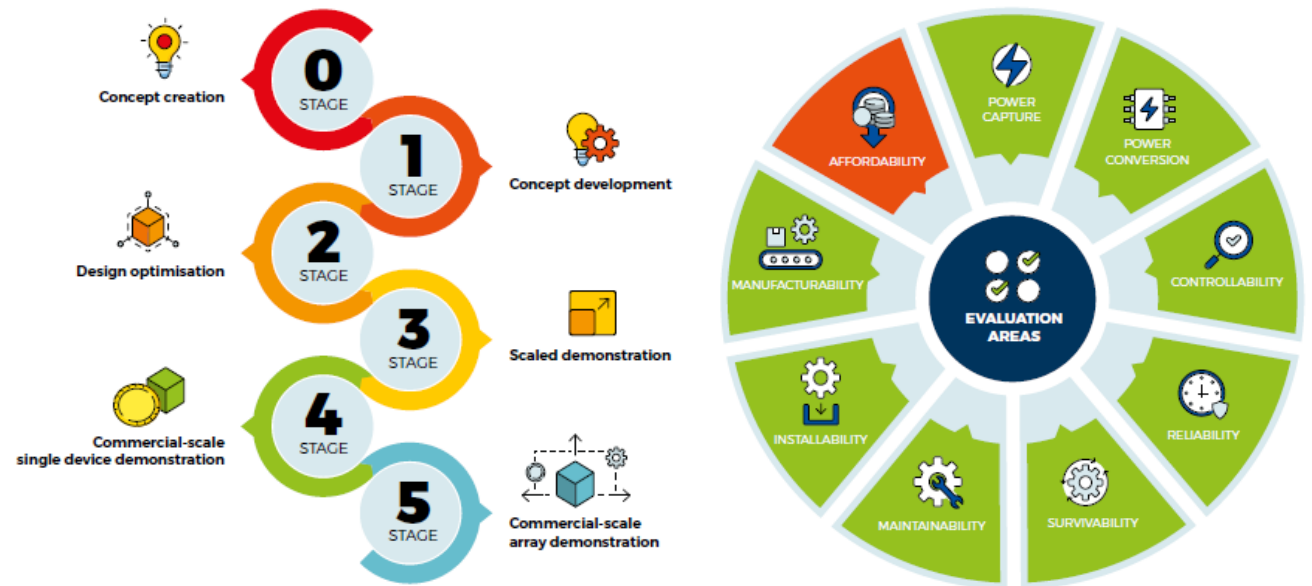 0
STAGE
Concept creation
1
STAGE
Concept development
2
STAGE
Design optimisation
3
STAGE
Scaled demonstration
4
STAGE
Commercial-scale
single device demonstration
5
STAGE
Commercial-scale
array demonstration
EVALUATION
AREAS
POWER
CAPTURE
POWER
CONVERSION
CONTROLLABILITY
RELIABILITY
SURVIVABILITY
MAINTAINABILITY
INSTALLABILITY
MANUFACTURABILITY
AFFORDABILITY